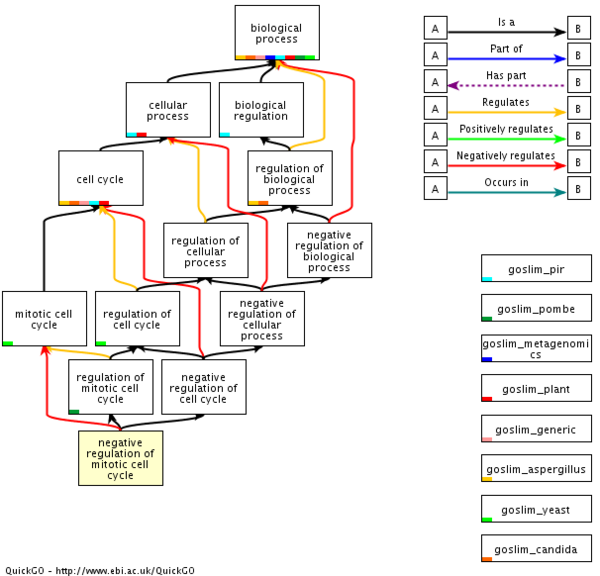 biological
process
cellular
process
biological
regulation
cell cycle
regulation of
biological
process
regulation of
cellular
process
negative
regulation of
biological
process
mitotic cell
cycle
regulation of
cell cycle
negative
regulation of
cellular
process
regulation of
mitotic cell
cycle
negative
regulation of
cell cycle
negative
regulation of
mitotic cell
cycle
A Is a B
A Part of B
A Has part B
A Regulates B
A Positively regulates B
A Negatively regulates B
A Occurs in B
goslim_pir
goslim_pombe
goslim_metagenomi
cs
goslim_plant
goslim_generic
goslim_aspergillus
goslim_yeast
goslim_candida
QuickGO - http://www.ebi.ac.uk/QuickGO